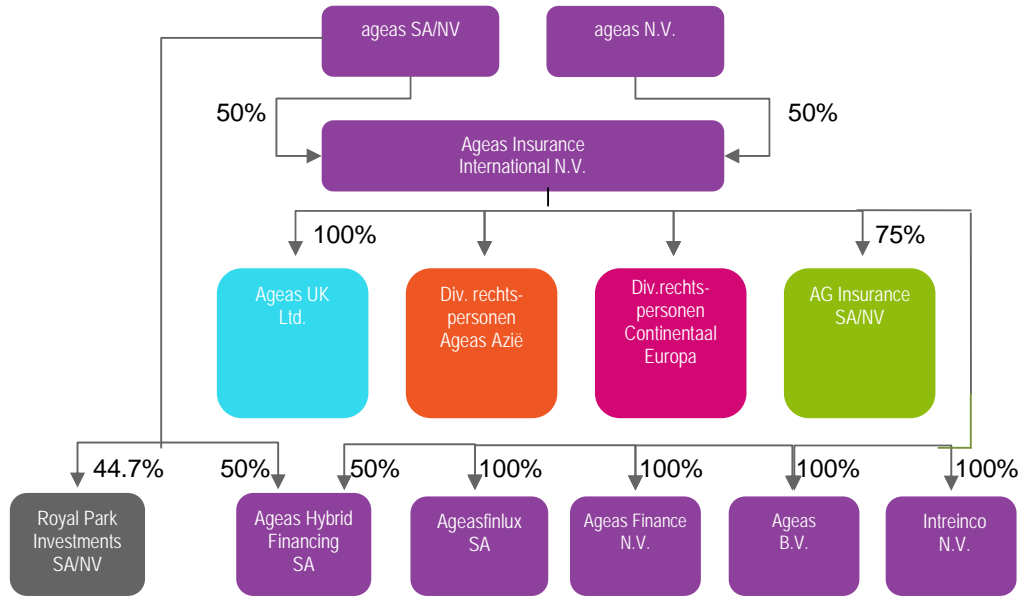 ageas SA/NV
ageas N.V.
50%
50%
Ageas Insurance
International N.V.
100%
75%
Ageas UK
Ltd.
Div. rechts-
personen
Ageas Azië
Div.rechts-
personen
Continentaal
Europa
AG Insurance
SA/NV
44.7%
50%
50%
100%
100%
100%
100%
Royal Park
Investments
SA/NV
Ageas Hybrid
Financing
SA
Ageasfinlux
SA
Ageas Finance
N.V.
Ageas
B.V.
Intreinco
N.V.